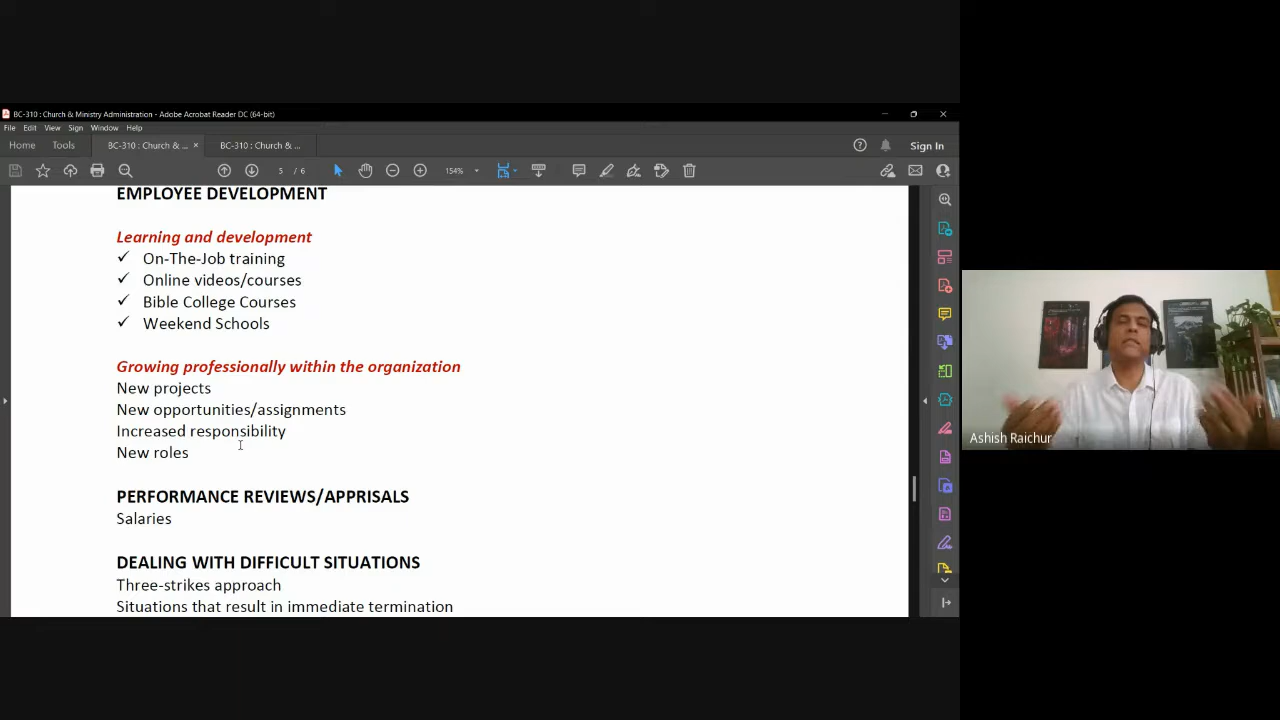 BC-310 : Church & Ministry Administration - Adobe Acrobat Reader DC (64-bit)
File Edit View Sign Window Help
Home Tools BC-310 : Church & ... × BC-310 : Church & ... Sign In
5 / 6 154%
EMPLOYEE DEVELOPMENT
Learning and development
✓ On-The-Job training
✓ Online videos/courses
✓ Bible College Courses
✓ Weekend Schools
Growing professionally within the organization
New projects
New opportunities/assignments
Increased responsibility
New roles
PERFORMANCE REVIEWS/APPRISALS
Salaries
DEALING WITH DIFFICULT SITUATIONS
Three-strikes approach
Situations that result in immediate termination
Ashish Raichur